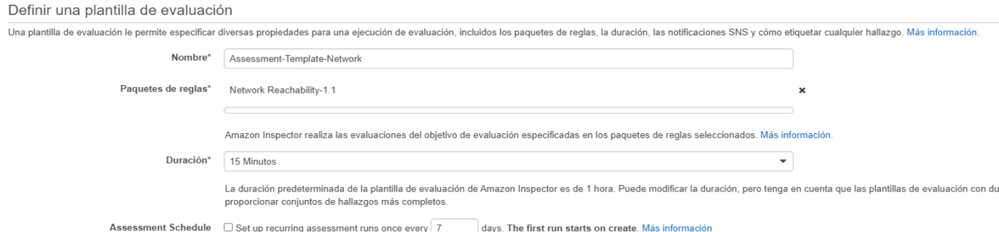 Definir una plantilla de evaluación
Una plantilla de evaluación le permite especificar diversas propiedades para una ejecución de evaluación, incluidos los paquetes de reglas, la duración, las notificaciones SNS y cómo etiquetar cualquier hallazgo. Más información.
Nombre* Assessment-Template-Network
Paquetes de reglas* Network Reachability-1.1
Amazon Inspector realiza las evaluaciones del objetivo de evaluación especificadas en los paquetes de reglas seleccionados. Más información.
Duración* 15 Minutos
La duración predeterminada de la plantilla de evaluación de Amazon Inspector es de 1 hora. Puede modificar la duración, pero tenga en cuenta que las plantillas de evaluación con du
proporcionar conjuntos de hallazgos más completos.
Assessment Schedule Set up recurring assessment runs once every 7 days. The first run starts on create. Más información